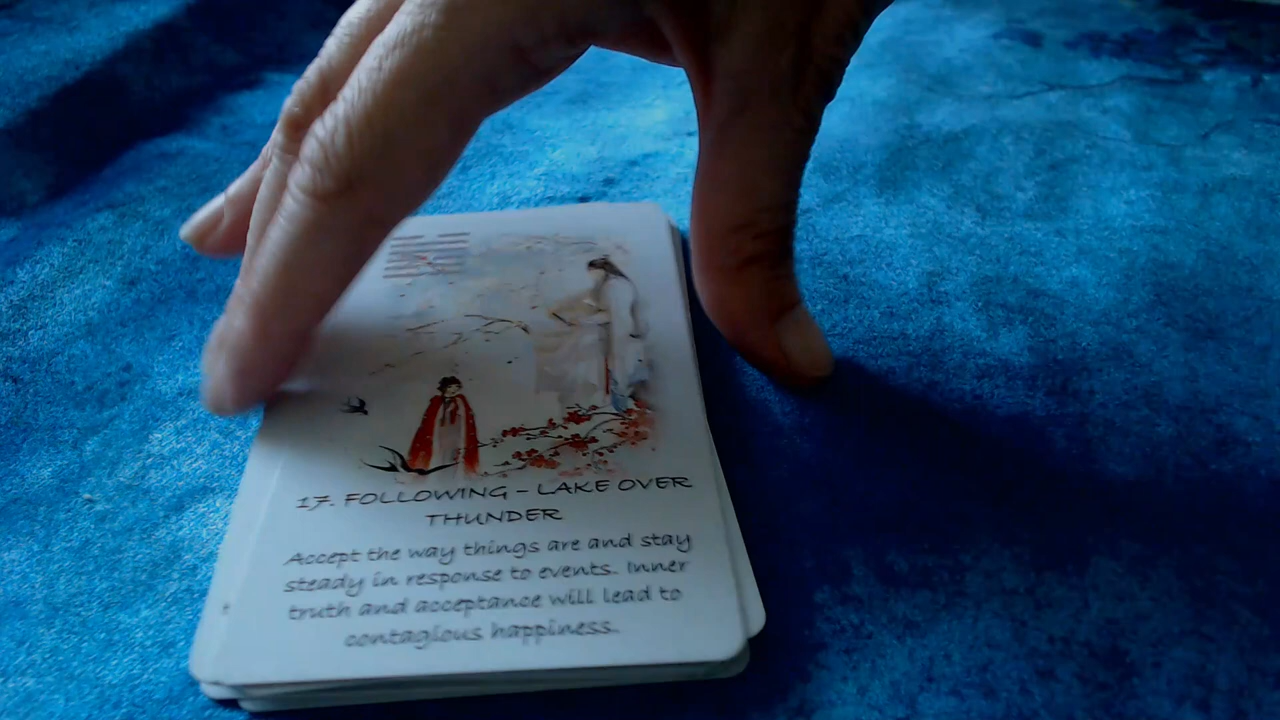 17. FOLLOWING – LAKE OVER
THUNDER
Accept the way things are and stay
steady in response to events. Inner
truth and acceptance will lead to
contagious happiness.